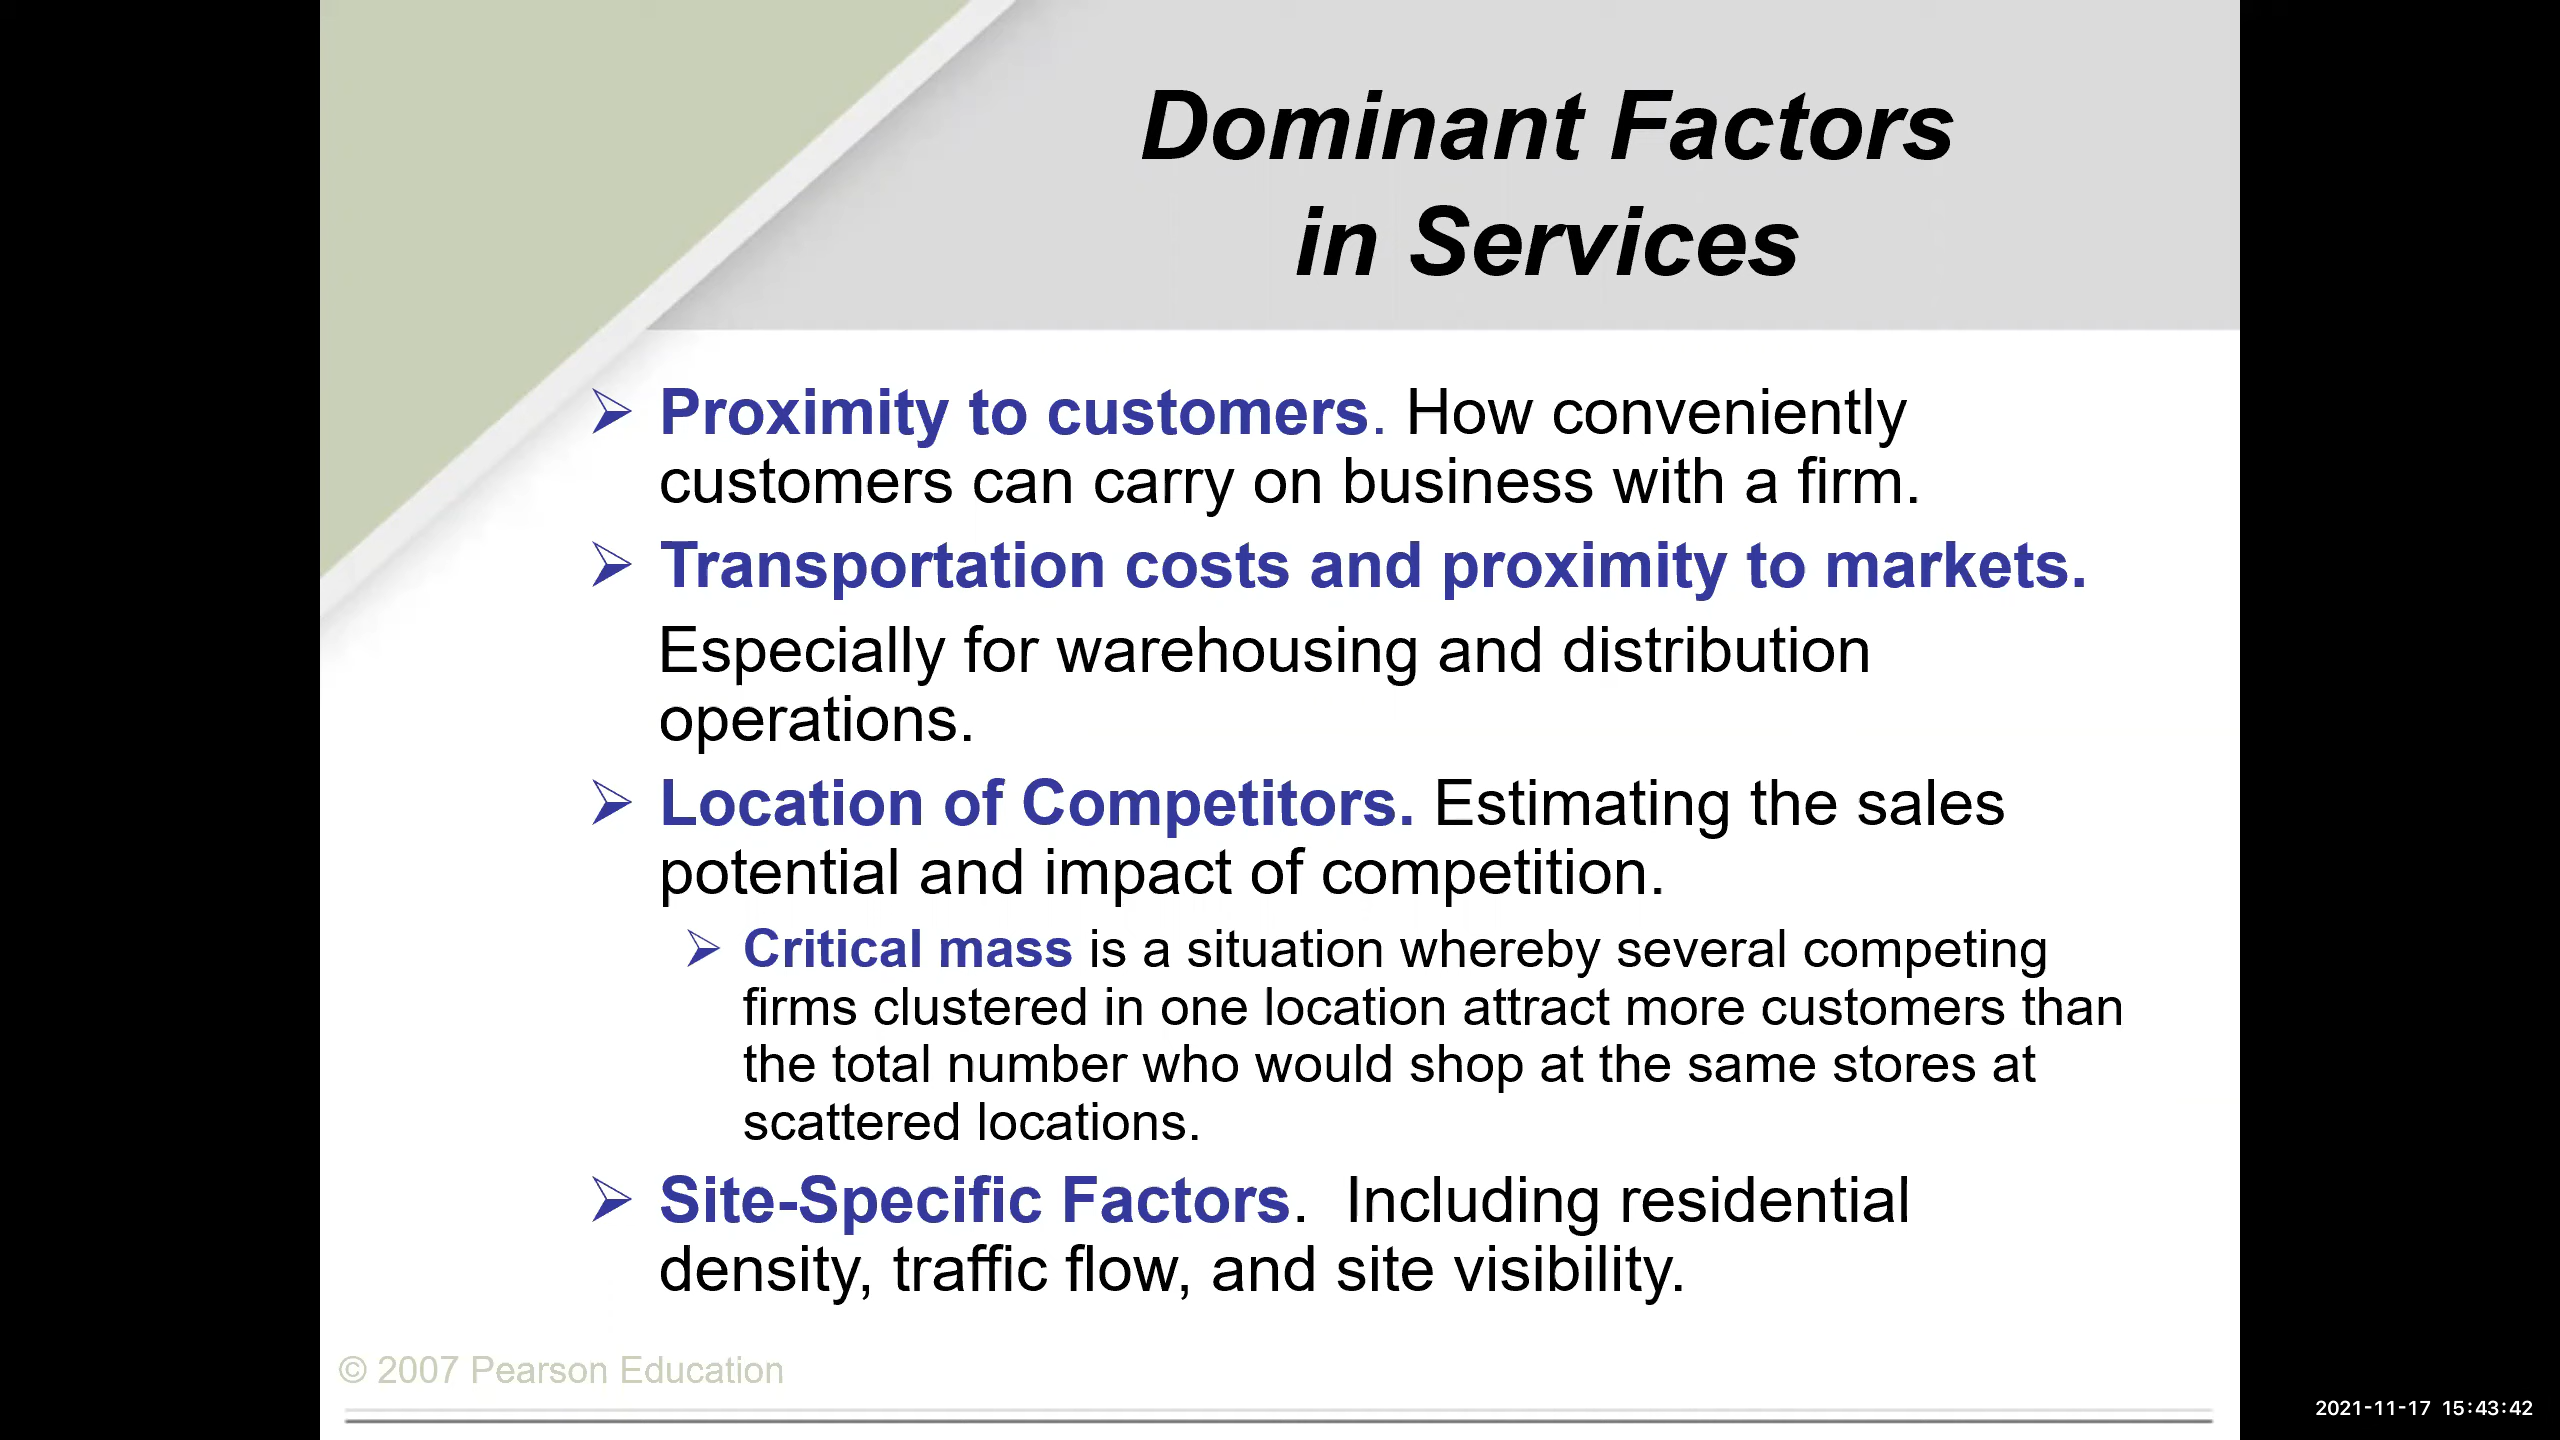 Dominant Factors
in Services
➢ Proximity to customers. How conveniently
customers can carry on business with a firm.
➢ Transportation costs and proximity to markets.
Especially for warehousing and distribution
operations.
➢ Location of Competitors. Estimating the sales
potential and impact of competition.
➢ Critical mass is a situation whereby several competing
firms clustered in one location attract more customers than
the total number who would shop at the same stores at
scattered locations.
➢ Site-Specific Factors.  Including residential
density, traffic flow, and site visibility.
© 2007 Pearson Education
2021-11-17 15:43:42